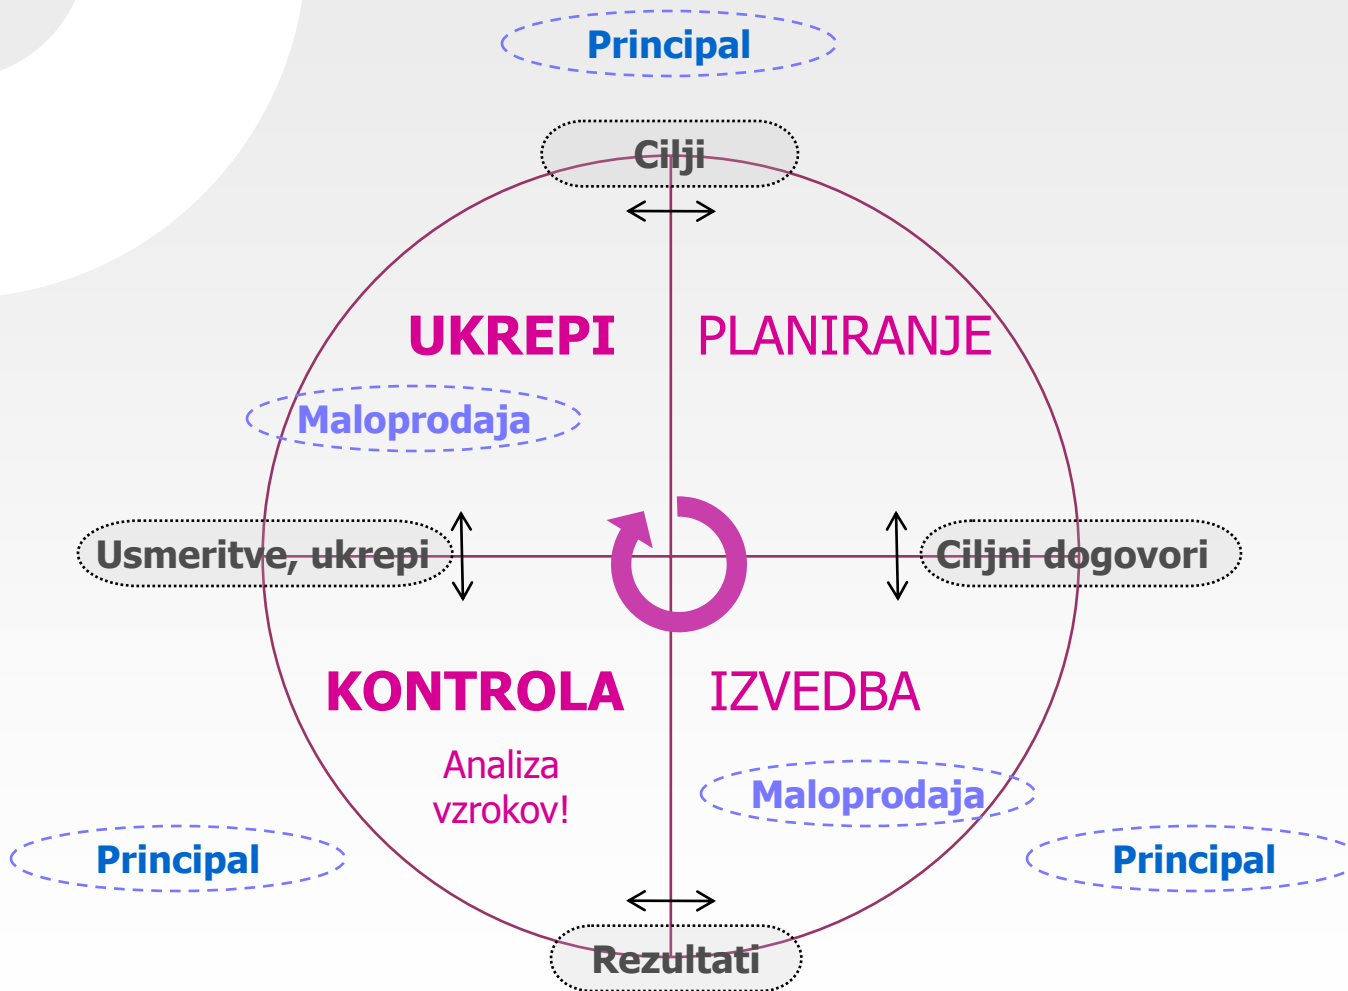 Principal
Cilji
UKREPI
PLANIRANJE
Maloprodaja
Usmeritve, ukrepi
Ciljni dogovori
KONTROLA
IZVEDBA
Analiza
vzrokov!
Maloprodaja
Principal
Principal
Rezultati